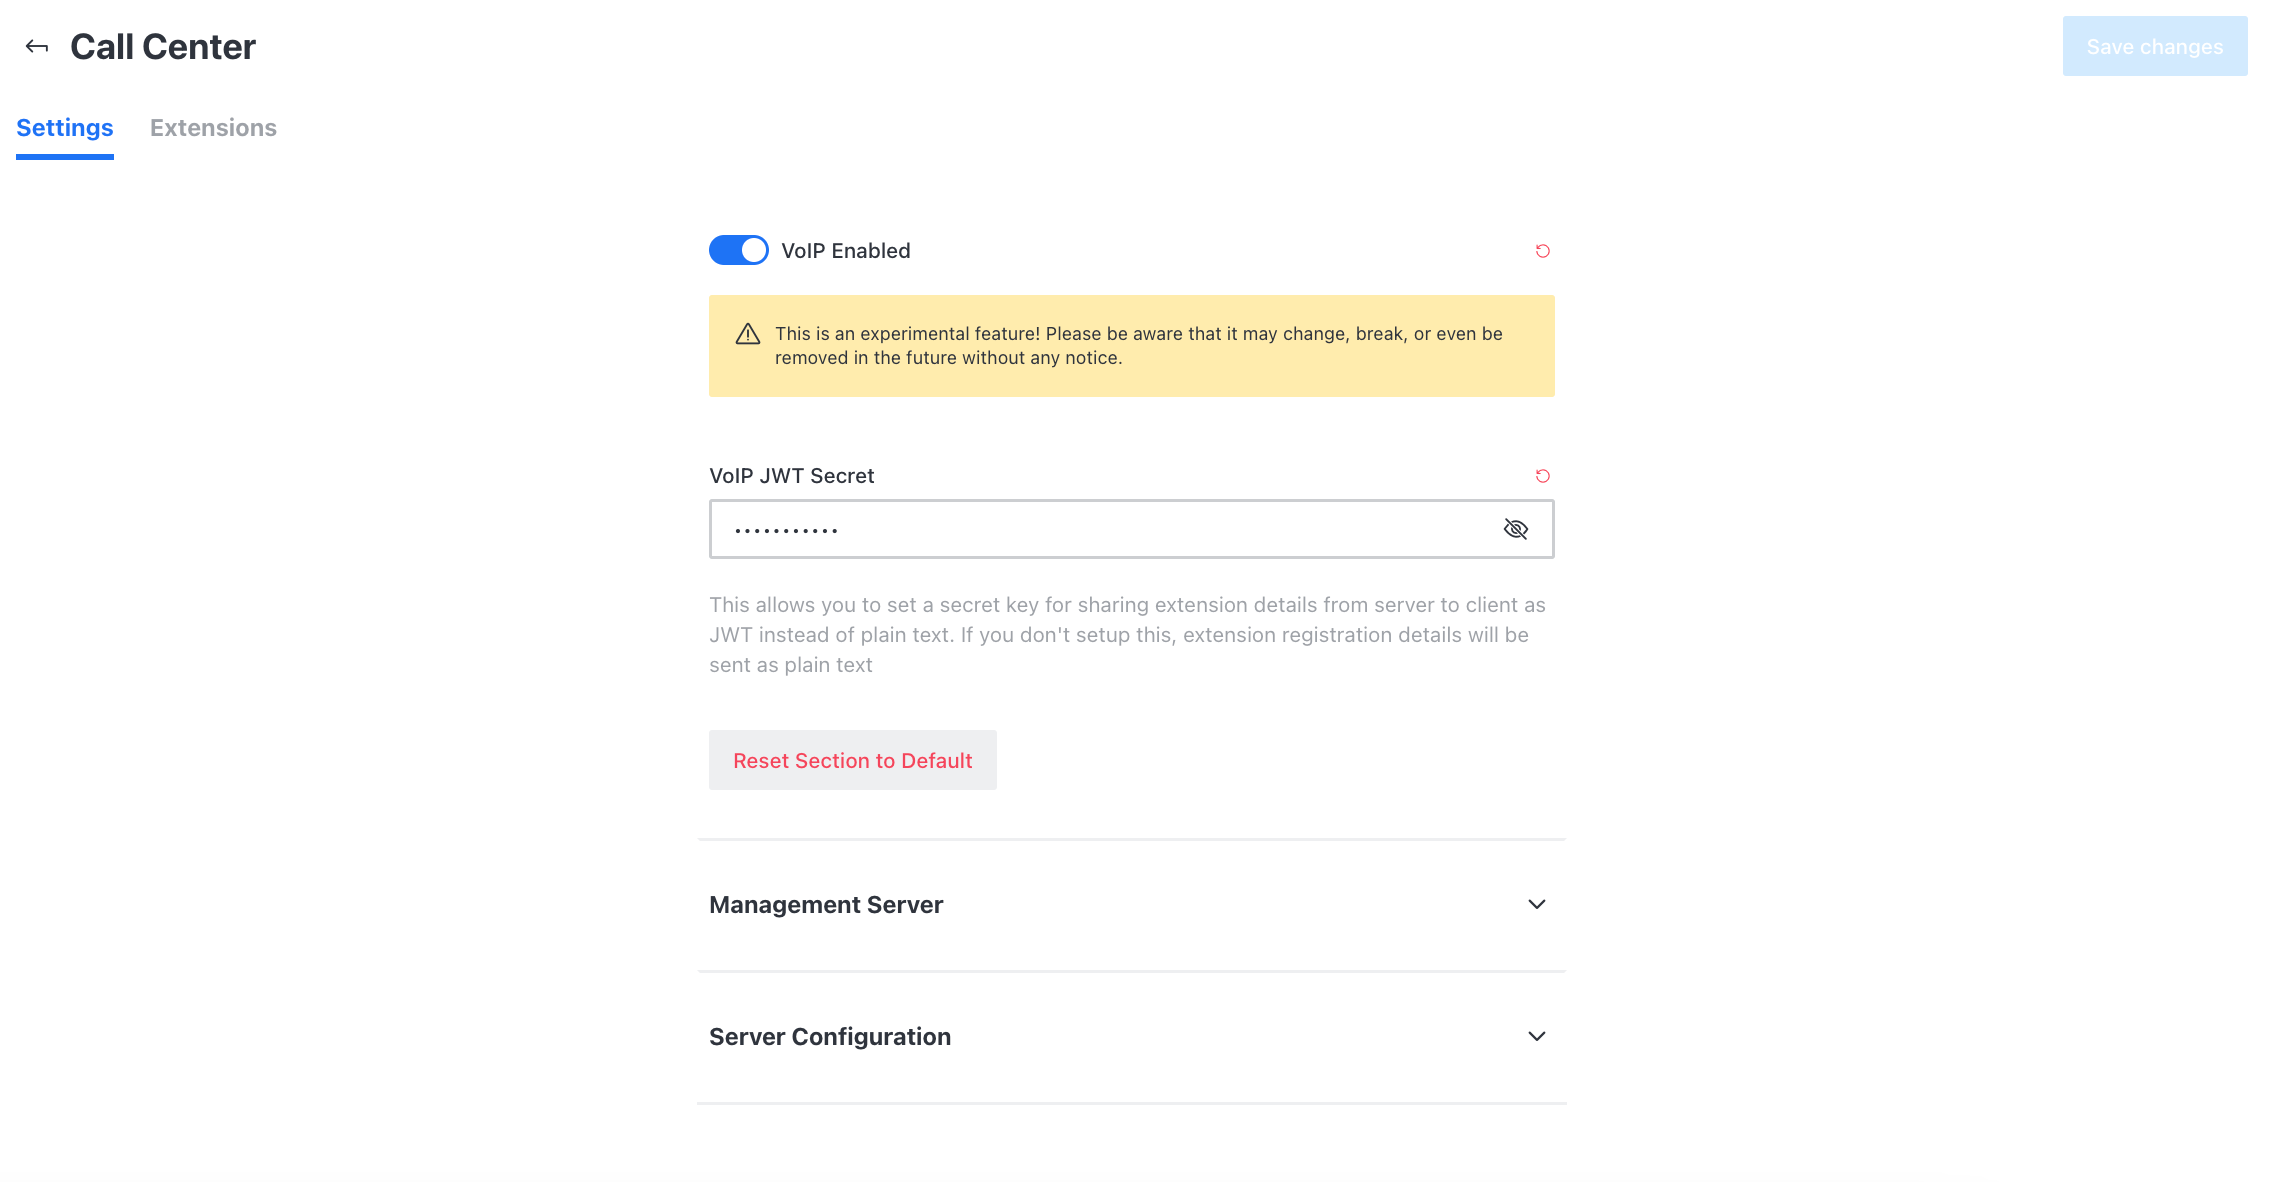 Call Center
Save changes
Settings
Extensions
VoIP Enabled
This is an experimental feature! Please be aware that it may change, break, or even be
removed in the future without any notice.
VoIP JWT Secret
...........
This allows you to set a secret key for sharing extension details from server to client as
JWT instead of plain text. If you don't setup this, extension registration details will be
sent as plain text
Reset Section to Default
Management Server
Server Configuration